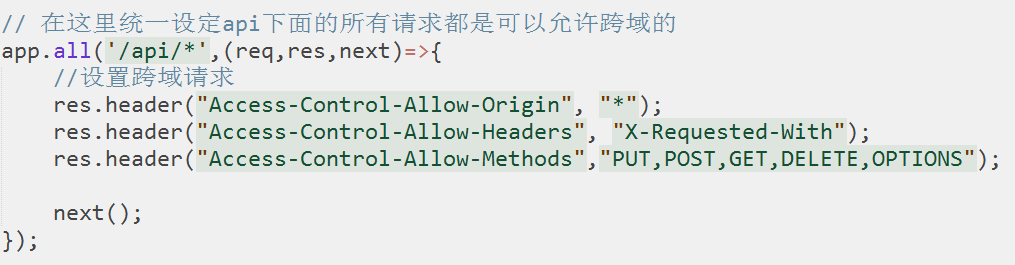 // 在这里统一设定api下面的所有请求都是可以允许跨域的
app.all('/api/*',(req,res,next)=>{
    //设置跨域请求
    res.header("Access-Control-Allow-Origin", "*");
    res.header("Access-Control-Allow-Headers", "X-Requested-With");
    res.header("Access-Control-Allow-Methods","PUT,POST,GET,DELETE,OPTIONS");
    next();
});